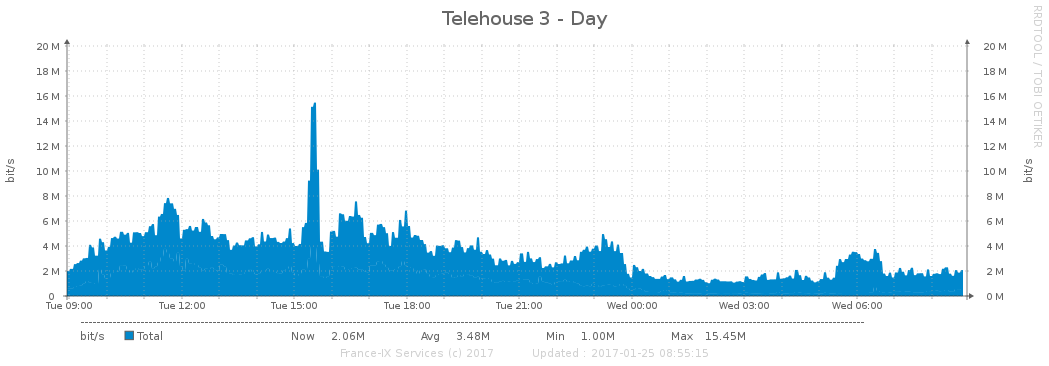 Telehouse 3 - Day
RRDTOOL / TOBI OETIKER
20 M 20 M
18 M 18 M
16 M 16 M
14 M 14 M
12 M 12 M
10 M 10 M
8 M 8 M
6 M 6 M
4 M 4 M
2 M 2 M
0 0 M
bit/s bit/s
Tue 09:00 Tue 12:00 Tue 15:00 Tue 18:00 Tue 21:00 Wed 00:00 Wed 03:00 Wed 06:00
bit/s Total Now 2.06M Avg 3.48M Min 1.00M Max 15.45M
France-IX Services (c) 2017 Updated : 2017-01-25 08:55:15